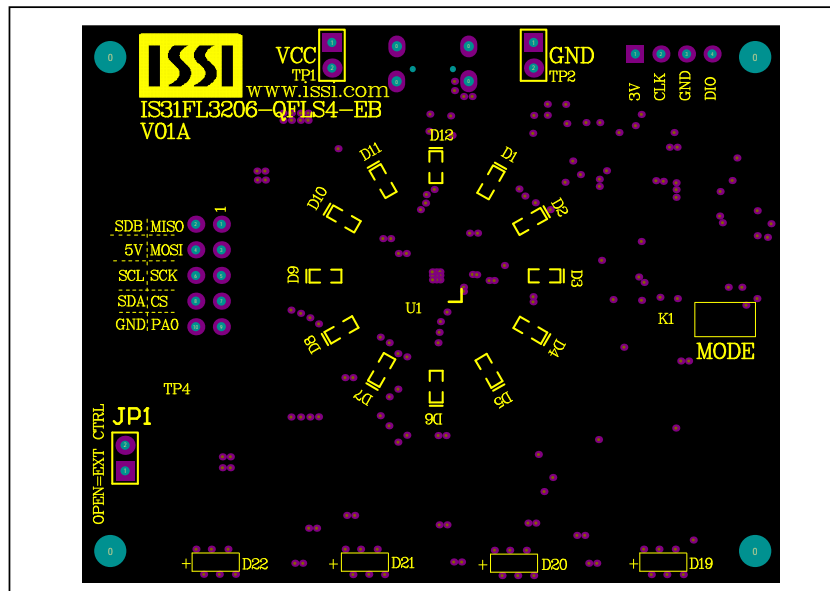 ISSI
www.issi.com
IS31FL3206-QFLS4-EB
V01A
VCC
TP1
GND
TP2
3V CLK GND DIO
D12
D1
D2
D3
D4
D5
D6
D7
D8
D9
D10
D11
U1
1
SDB MISO
5V MOSI
SCL SCK
SDA CS
GND PA0
K1
MODE
TP4
JP1
OPEN=EXT CTRL
+ D22
+ D21
+ D20
+ D19